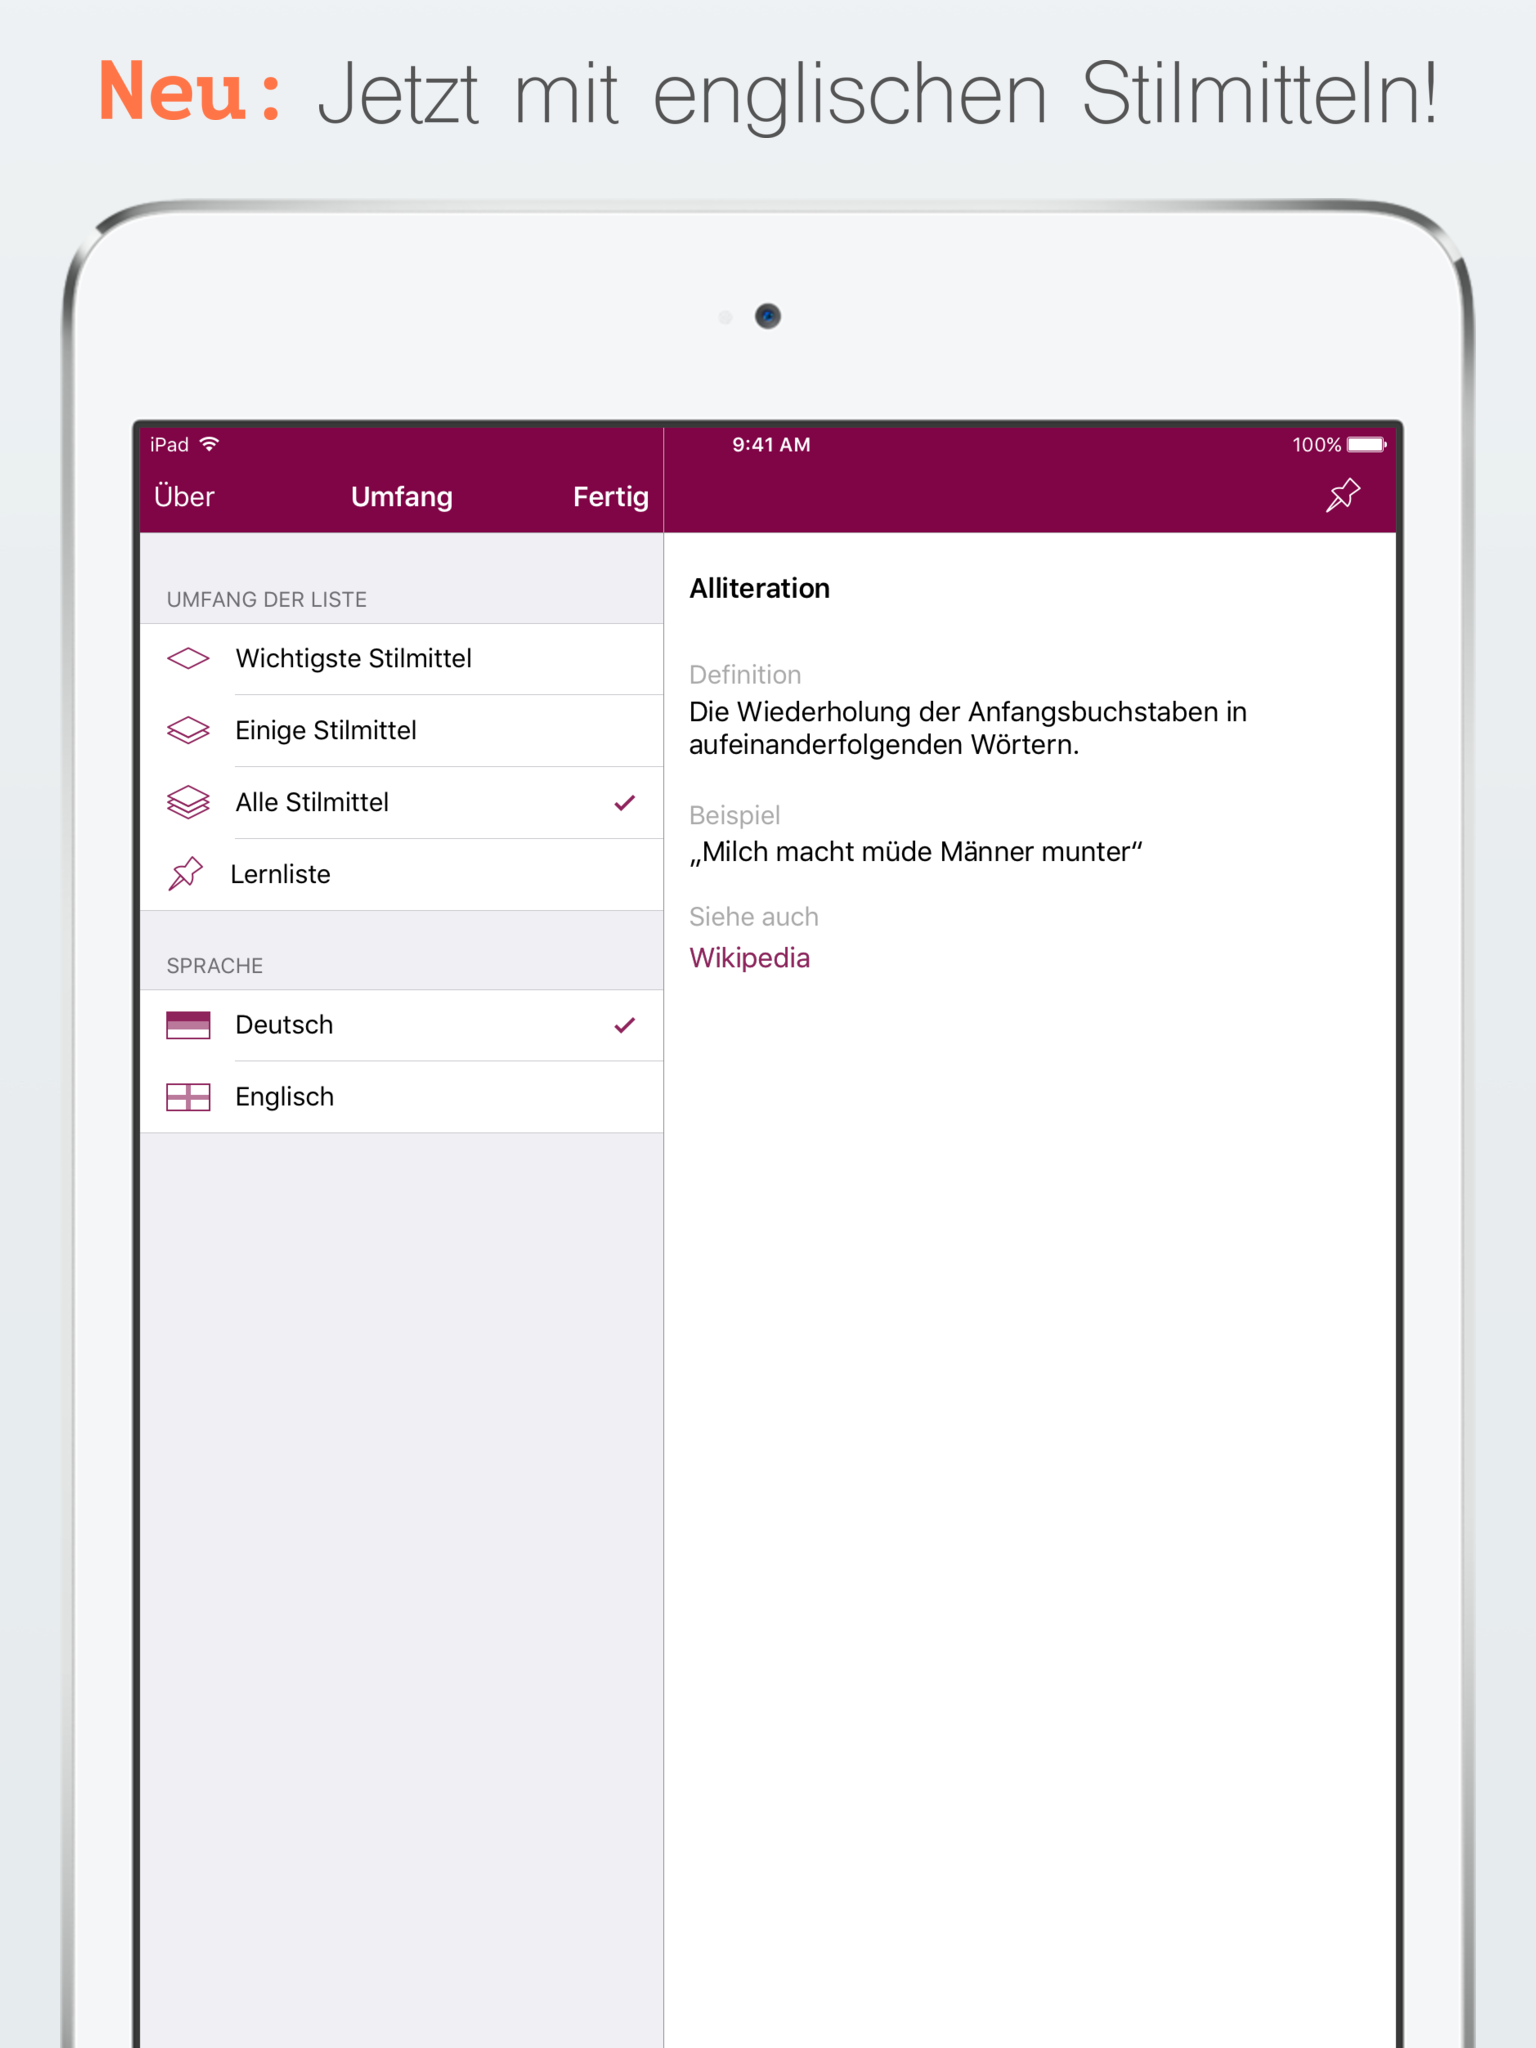 Neu: Jetzt mit englischen Stilmitteln!
iPad 9:41 AM 100%
Über Umfang Fertig
UMFANG DER LISTE
Wichtigste Stilmittel
Einige Stilmittel
Alle Stilmittel
Lernliste
SPRACHE
Deutsch
Englisch
Alliteration
Definition
Die Wiederholung der Anfangsbuchstaben in
aufeinanderfolgenden Wörtern.
Beispiel
„Milch macht müde Männer munter“
Siehe auch
Wikipedia